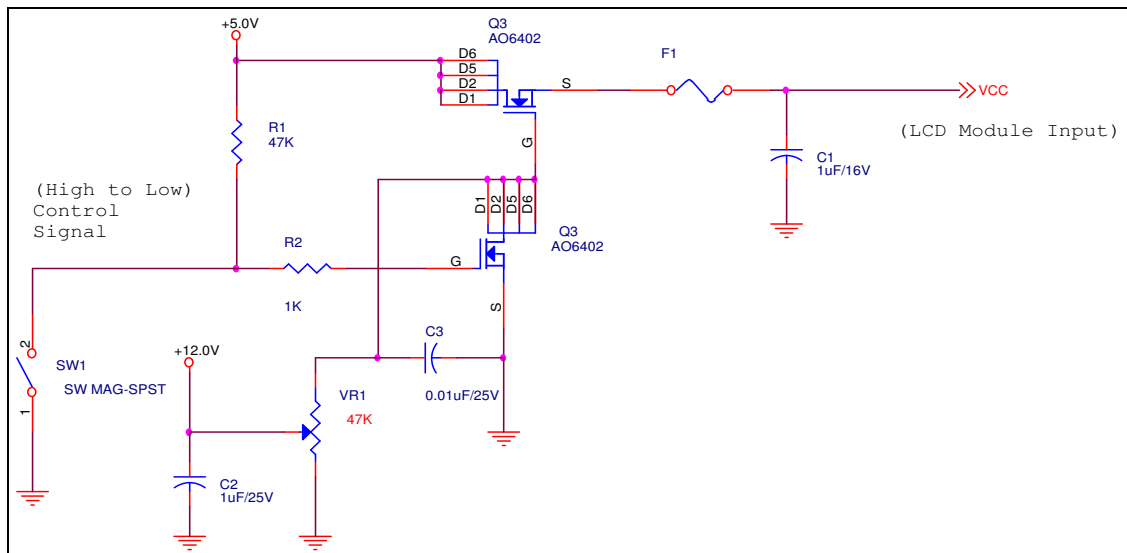 +5.0V
Q3
AO6402
D6
D5
D2
D1
S
G
F1
VCC
(LCD Module Input)
R1
47K
C1
1uF/16V
(High to Low)
Control
Signal
D1
D2
D5
D6
Q3
AO6402
R2
1K
G
S
2
SW1
SW MAG-SPST
1
+12.0V
C3
0.01uF/25V
VR1
47K
C2
1uF/25V